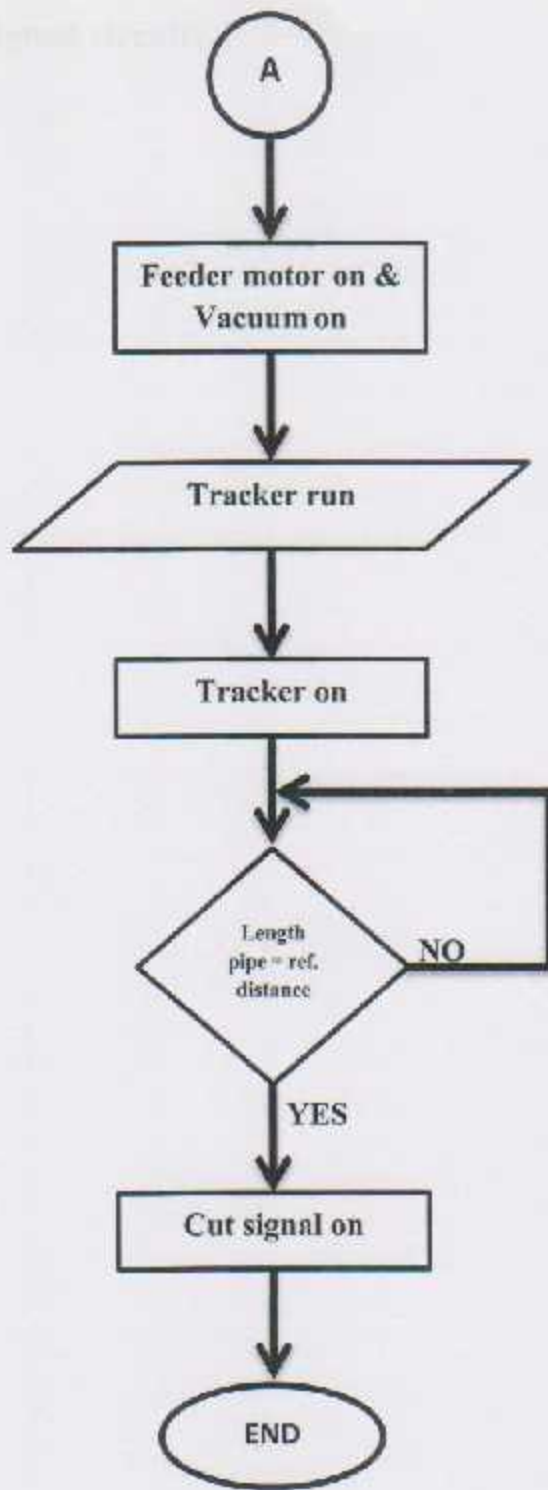 A
Feeder motor on &
Vacuum on
Tracker run
Tracker on
Length
pipe = ref.
distance
NO
YES
Cut signal on
END